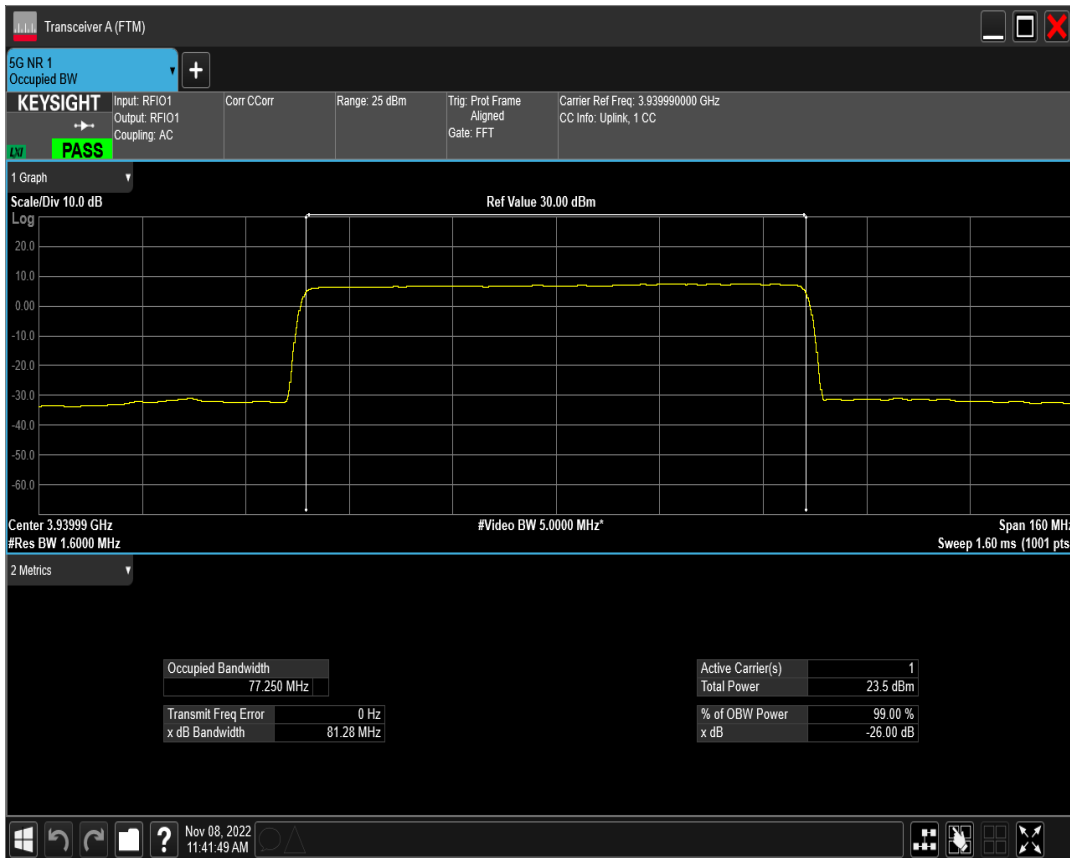 Transceiver A (FTM)
5G NR 1
Occupied BW
+
KEYSIGHT
LXI
PASS
Input: RFIO1
Output: RFIO1
Coupling: AC
Corr CCorr
Range: 25 dBm
Trig: Prot Frame
Aligned
Gate: FFT
Carrier Ref Freq: 3.939990000 GHz
CC Info: Uplink, 1 CC
1 Graph
Scale/Div 10.0 dB
Ref Value 30.00 dBm
Log
20.0
10.0
0.00
-10.0
-20.0
-30.0
-40.0
-50.0
-60.0
Center 3.93999 GHz
#Video BW 5.0000 MHz*
Span 160 MHz
#Res BW 1.6000 MHz
Sweep 1.60 ms (1001 pts
2 Metrics
Occupied Bandwidth
77.250 MHz
Transmit Freq Error 0 Hz
x dB Bandwidth 81.28 MHz
Active Carrier(s) 1
Total Power 23.5 dBm
% of OBW Power 99.00 %
x dB -26.00 dB
?
Nov 08, 2022
11:41:49 AM